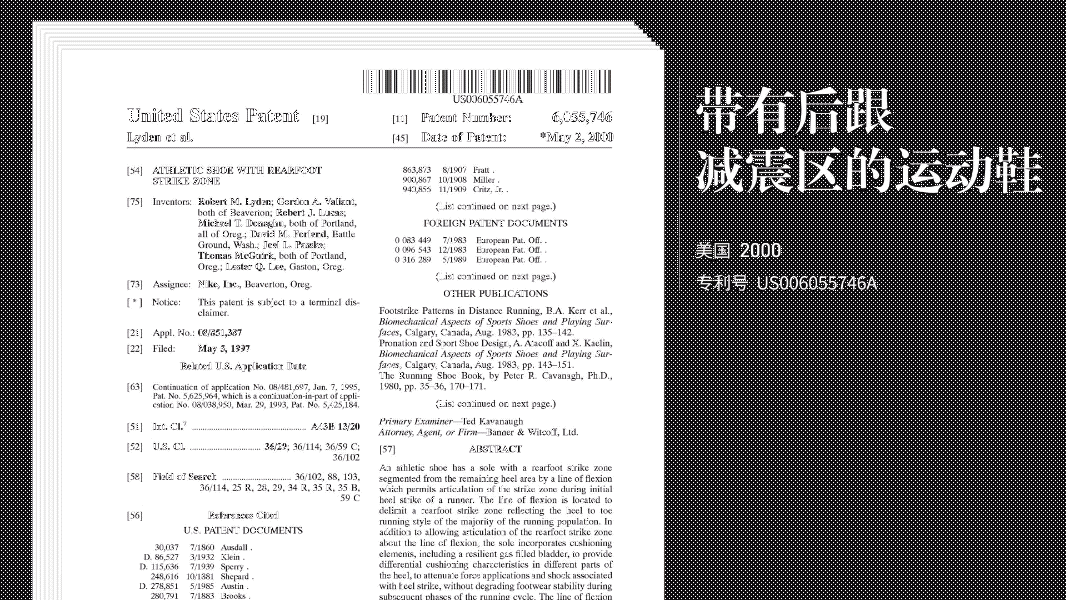 US006055746A
United States Patent [19]
Lyden et al.
[11] Patent Number: 6,055,746
[45] Date of Patent: *May 2, 2000
[54] ATHLETIC SHOE WITH REARFOOT
STRIKE ZONE
[75] Inventors: Robert M. Lyden; Gordon A. Valiant,
both of Beaverton; Robert J. Lucas;
Michael T. Donaghu, both of Portland,
all of Oreg.; David M. Forland, Battle
Ground, Wash.; Joel L. Passke;
Thomas McGuirk, both of Portland,
Oreg.; Lester Q. Lee, Gaston, Oreg.
[73] Assignee: Nike, Inc., Beaverton, Oreg.
[*] Notice: This patent is subject to a terminal dis-
claimer.
[21] Appl. No.: 08/851,387
[22] Filed: May 5, 1997
Related U.S. Application Data
[63] Continuation of application No. 08/481,697, Jun. 7, 1995,
Pat. No. 5,625,964, which is a continuation-in-part of appli-
cation No. 08/038,950, Mar. 29, 1993, Pat. No. 5,425,184.
[51] Int. Cl.7 ........ A43B 13/20
[52] U.S. Cl. ........ 36/29; 36/114; 36/59 C;
36/102
[58] Field of Search ........ 36/102, 88, 103,
36/114, 25 R, 28, 29, 34 R, 35 R, 35 B,
59 C
[56] References Cited
U.S. PATENT DOCUMENTS
30,037 7/1860 Ausdall .
D. 86,527 3/1932 Klein .
D. 115,636 7/1939 Sperry .
248,616 10/1881 Shepard .
D. 278,851 5/1985 Austin .
280,791 7/1883 Brooks .
863,873 8/1907 Pratt .
900,867 10/1908 Miller .
940,856 11/1909 Critz, Jr. .
(List continued on next page.)
FOREIGN PATENT DOCUMENTS
0 083 449 7/1983 European Pat. Off. .
0 096 543 12/1983 European Pat. Off. .
0 316 289 5/1989 European Pat. Off. .
(List continued on next page.)
OTHER PUBLICATIONS
Footstrike Patterns in Distance Running, B.A. Kerr et al.,
Biomechanical Aspects of Sports Shoes and Playing Sur-
faces, Calgary, Canada, Aug. 1983, pp. 135–142.
Pronation and Sport Shoe Design, A. Stacoff and X. Kaelin,
Biomechanical Aspects of Sports Shoes and Playing Sur-
faces, Calgary, Canada, Aug. 1983, pp. 143–151.
The Running Shoe Book, by Peter R. Cavanagh, Ph.D.,
1980, pp. 35–36, 170–171.
(List continued on next page.)
Primary Examiner—Ted Kavanaugh
Attorney, Agent, or Firm—Banner & Witcoff, Ltd.
[57] ABSTRACT
An athletic shoe has a sole with a rearfoot strike zone
segmented from the remaining heel area by a line of flexion
which permits articulation of the strike zone during initial
heel strike of a runner. The line of flexion is located to
delimit a rearfoot strike zone reflecting the heel to toe
running style of the majority of the running population. In
addition to allowing articulation of the rearfoot strike zone
about the line of flexion, the sole incorporates cushioning
elements, including a resilient gas filled bladder, to provide
differential cushioning characteristics in different parts of
the heel, to attenuate force applications and shock associated
with heel strike, without degrading footwear stability during
subsequent phases of the running cycle. The line of flexion
带有后跟
减震区的运动鞋
美国 2000
专利号 US006055746A